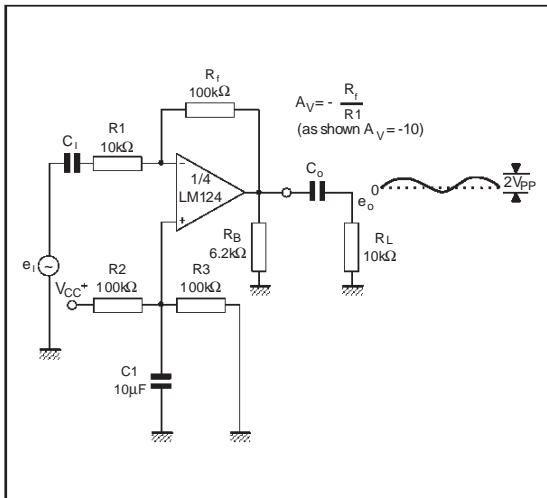 Rf
100kΩ
AV = - Rf
R1
(as shown AV = -10)
CI
R1
10kΩ
1/4
LM124
-
+
Co
0
2VPP
eo
RB
6.2kΩ
RL
10kΩ
eI ~
VCC+
R2
100kΩ
R3
100kΩ
C1
10µF